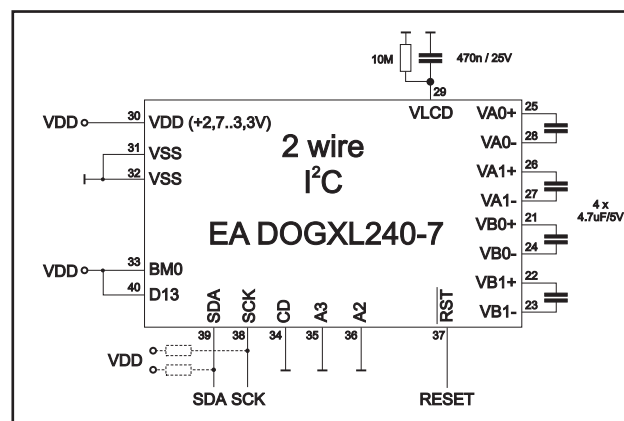 10M
470n / 25V
29
VLCD
30
VDD
VDD (+2,7..3,3V)
31
VSS
32
VSS
2 wire
I²C
EA DOGXL240-7
VA0+
25
VA0-
28
VA1+
26
VA1-
27
VB0+
21
VB0-
24
VB1+
22
VB1-
23
4 x
4.7uF/5V
33
VDD
BM0
40
D13
SDA
SCK
CD
A3
A2
RST
39
38
34
35
36
37
VDD
SDA SCK
RESET